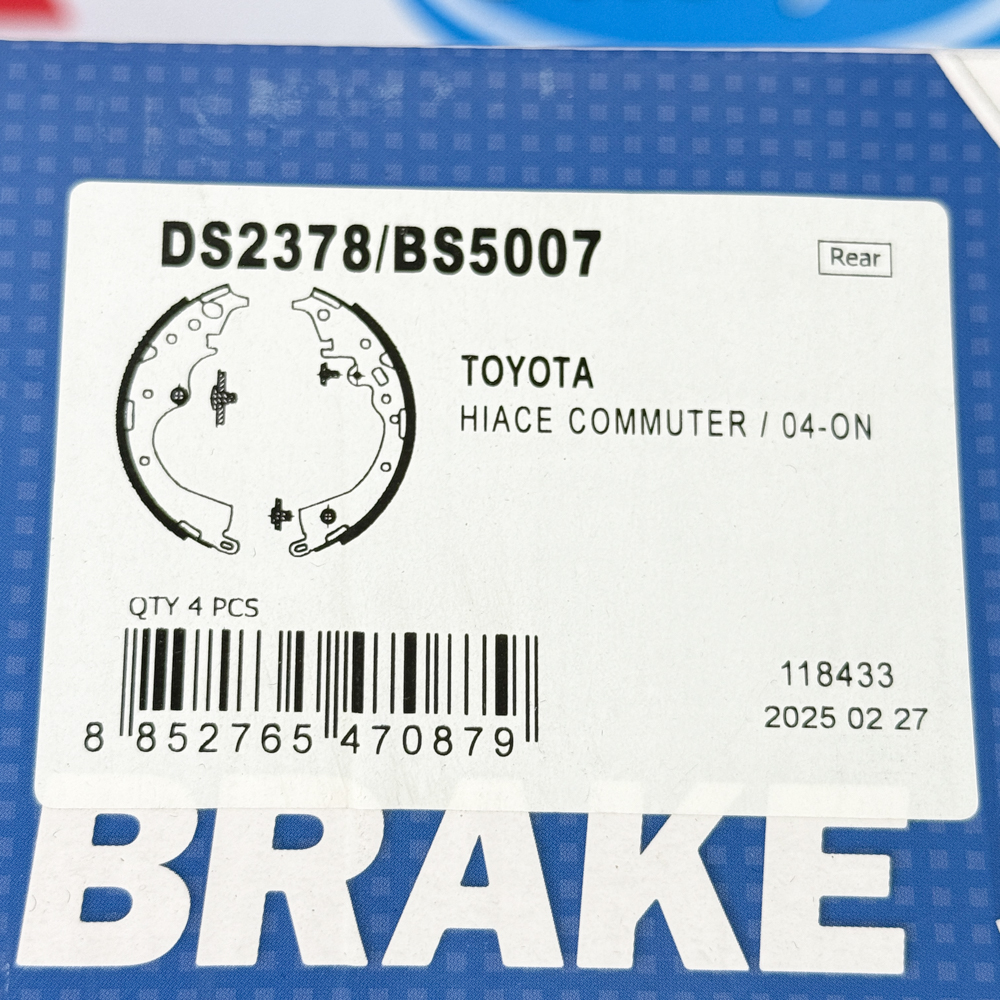 DS2378/BS5007
Rear
TOYOTA
HIACE COMMUTER / 04-ON
QTY 4 PCS
8 852765 470879
118433
2025 02 27
BRAKE